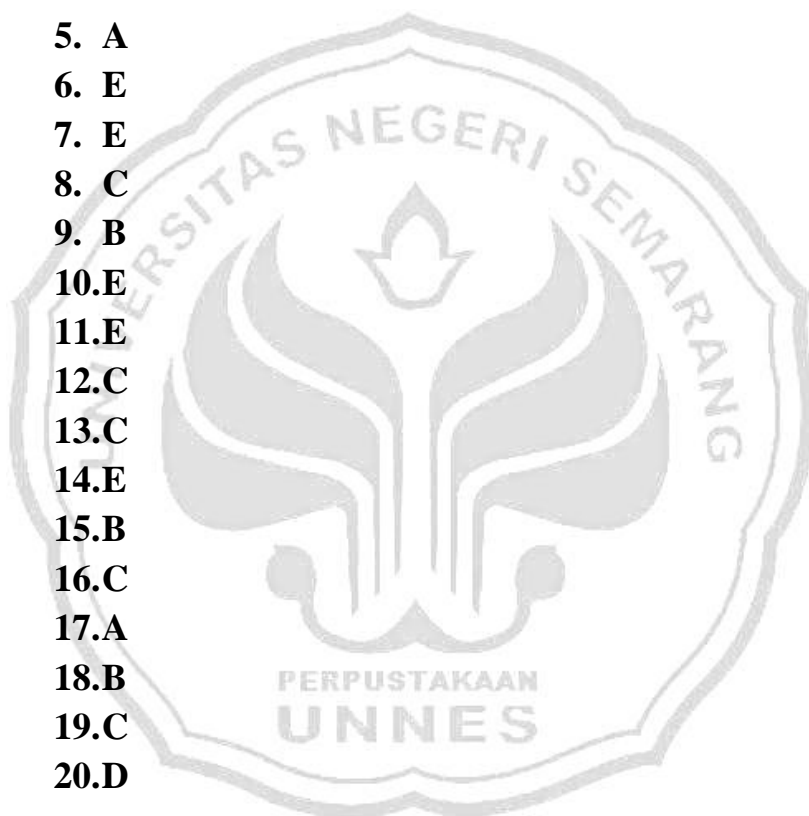 5. A
6. E
7. E
8. C
9. B
10.E
11.E
12.C
13.C
14.E
15.B
16.C
17.A
18.B
19.C
20.D
UNIVERSITAS NEGERI SEMARANG
PERPUSTAKAAN
UNNES